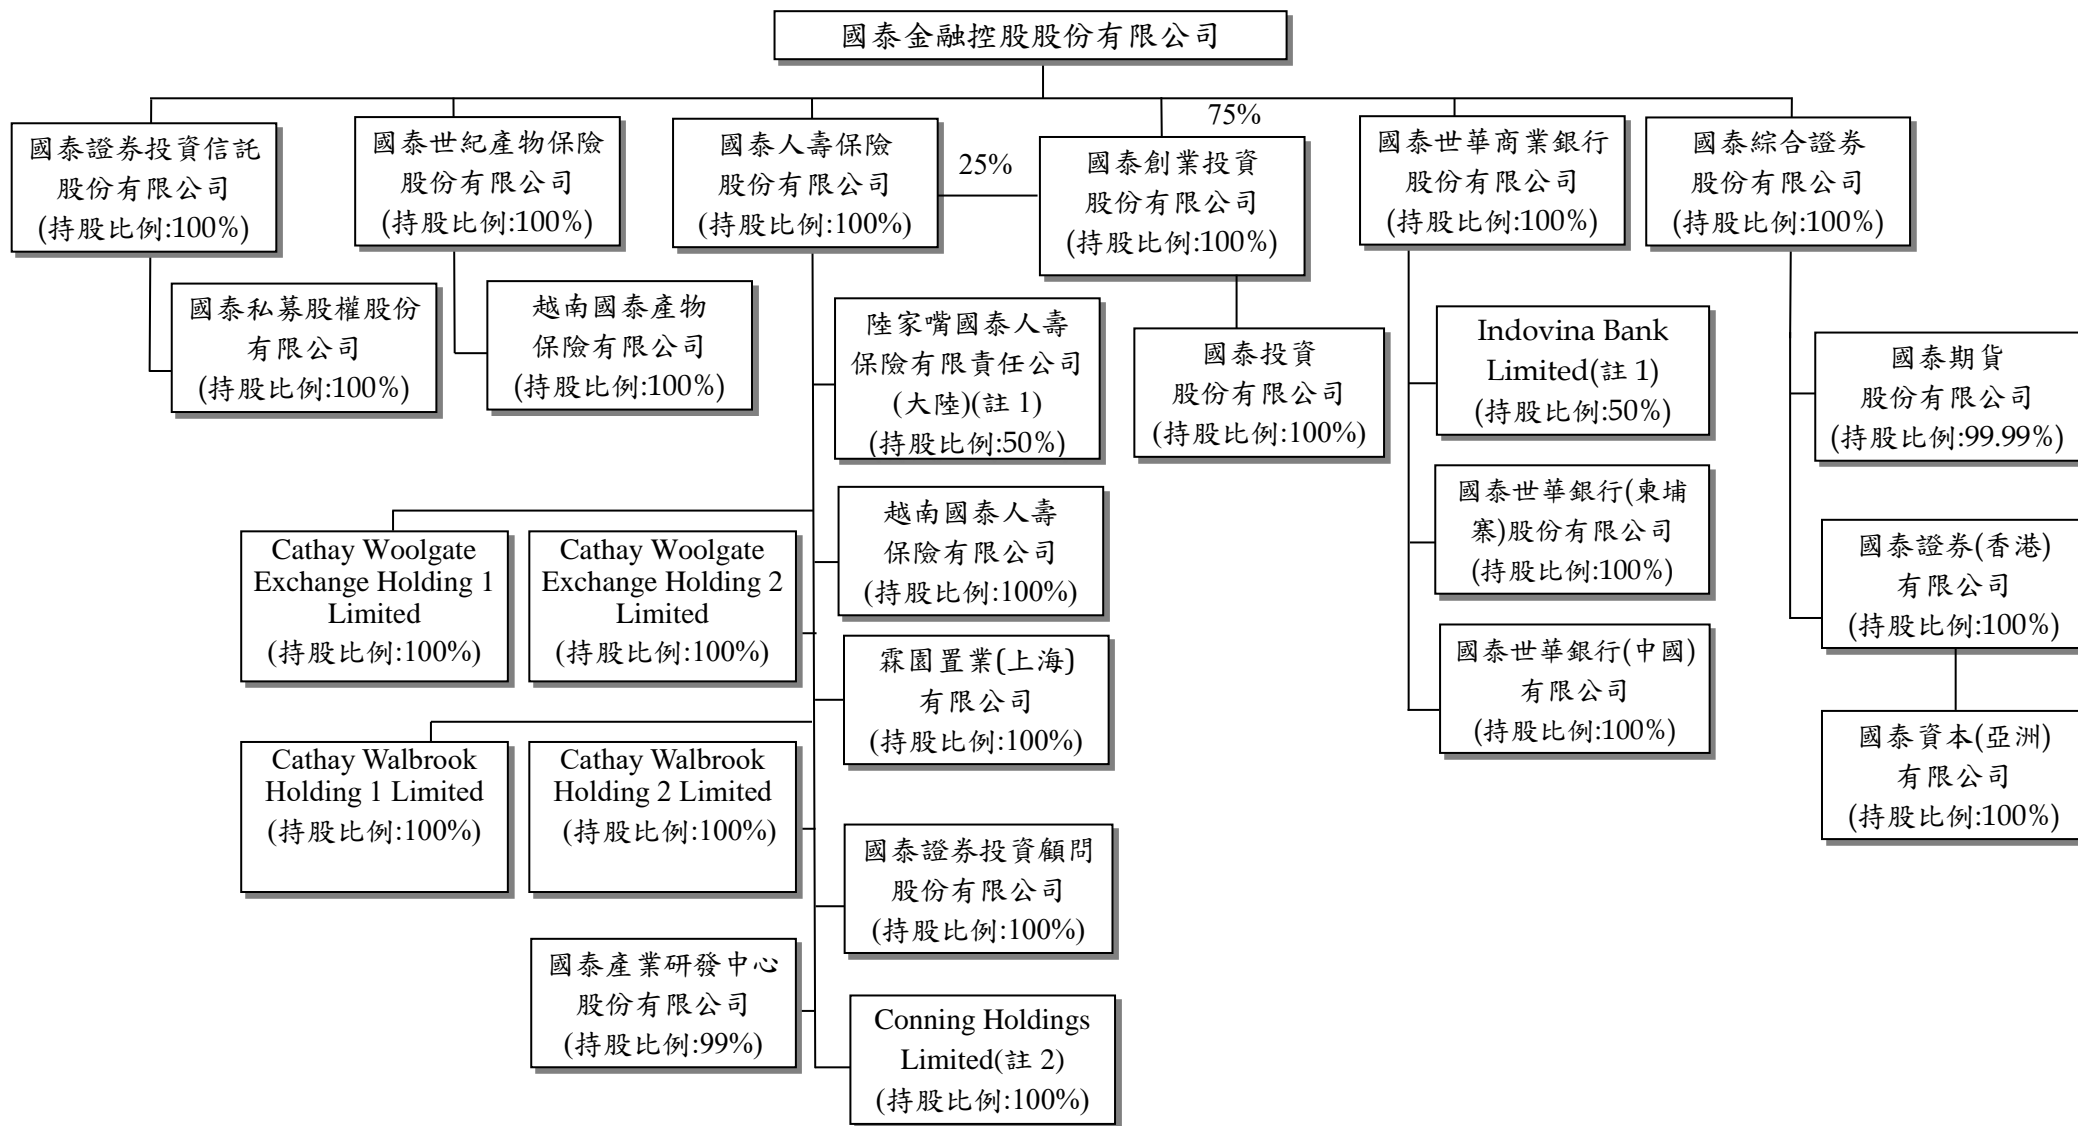 國泰金融控股股份有限公司
75%
25%
國泰證券投資信託
股份有限公司
(持股比例:100%)
國泰世紀產物保險
股份有限公司
(持股比例:100%)
國泰人壽保險
股份有限公司
(持股比例:100%)
國泰創業投資
股份有限公司
(持股比例:100%)
國泰世華商業銀行
股份有限公司
(持股比例:100%)
國泰綜合證券
股份有限公司
(持股比例:100%)
國泰私募股權股份
有限公司
(持股比例:100%)
越南國泰產物
保險有限公司
(持股比例:100%)
陸家嘴國泰人壽
保險有限責任公司
(大陸)(註 1)
(持股比例:50%)
國泰投資
股份有限公司
(持股比例:100%)
Indovina Bank
Limited(註 1)
(持股比例:50%)
國泰期貨
股份有限公司
(持股比例:99.99%)
Cathay Woolgate
Exchange Holding 1
Limited
(持股比例:100%)
Cathay Woolgate
Exchange Holding 2
Limited
(持股比例:100%)
越南國泰人壽
保險有限公司
(持股比例:100%)
國泰世華銀行(柬埔
寨)股份有限公司
(持股比例:100%)
國泰證券(香港)
有限公司
(持股比例:100%)
霖園置業(上海)
有限公司
(持股比例:100%)
國泰世華銀行(中國)
有限公司
(持股比例:100%)
國泰資本(亞洲)
有限公司
(持股比例:100%)
Cathay Walbrook
Holding 1 Limited
(持股比例:100%)
Cathay Walbrook
Holding 2 Limited
(持股比例:100%)
國泰證券投資顧問
股份有限公司
(持股比例:100%)
國泰產業研發中心
股份有限公司
(持股比例:99%)
Conning Holdings
Limited(註 2)
(持股比例:100%)